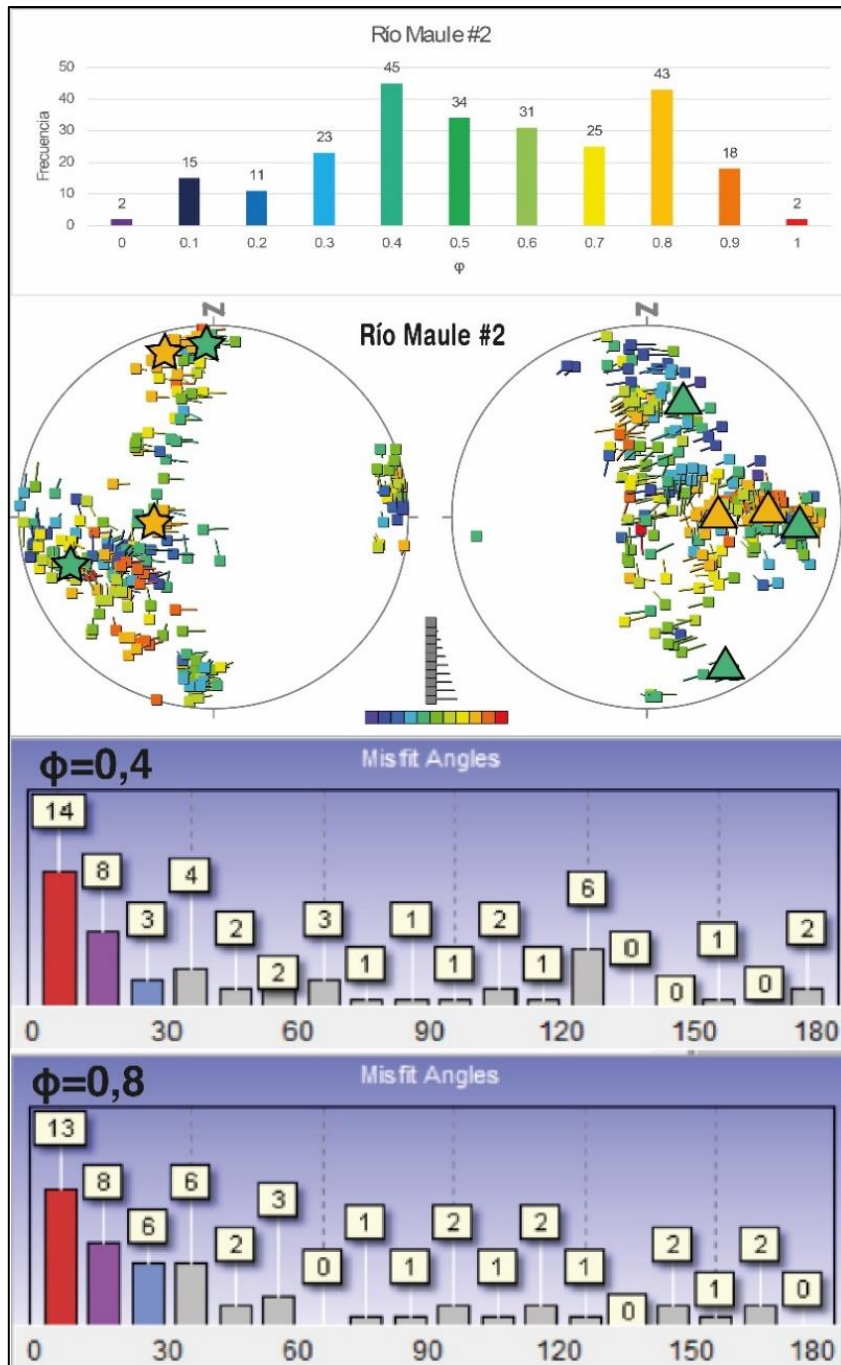 Río Maule #2
Frecuencia
50
40
30
20
10
0
2
15
11
23
45
34
31
25
43
18
2
0 0.1 0.2 0.3 0.4 0.5 0.6 0.7 0.8 0.9 1
φ
N
Río Maule #2
N
ϕ=0,4
Misfit Angles
14 8 3 4 2 2 3 1 1 1 2 1 6 0 0 1 0 2
0 30 60 90 120 150 180
ϕ=0,8
Misfit Angles
13 8 6 6 2 3 0 1 1 2 1 2 1 0 2 1 2 0
0 30 60 90 120 150 180